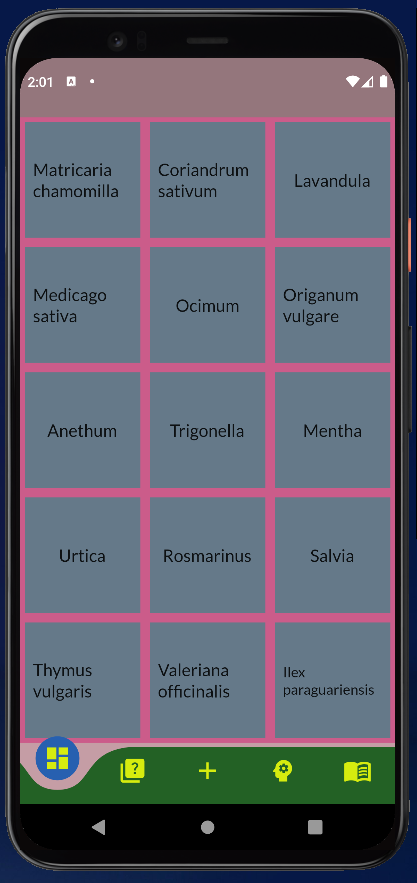 2:01 A
Matricaria
chamomilla
Coriandrum
sativum
Lavandula
Medicago
sativa
Ocimum
Origanum
vulgare
Anethum
Trigonella
Mentha
Urtica
Rosmarinus
Salvia
Thymus
vulgaris
Valeriana
officinalis
Ilex
paraguariensis
?